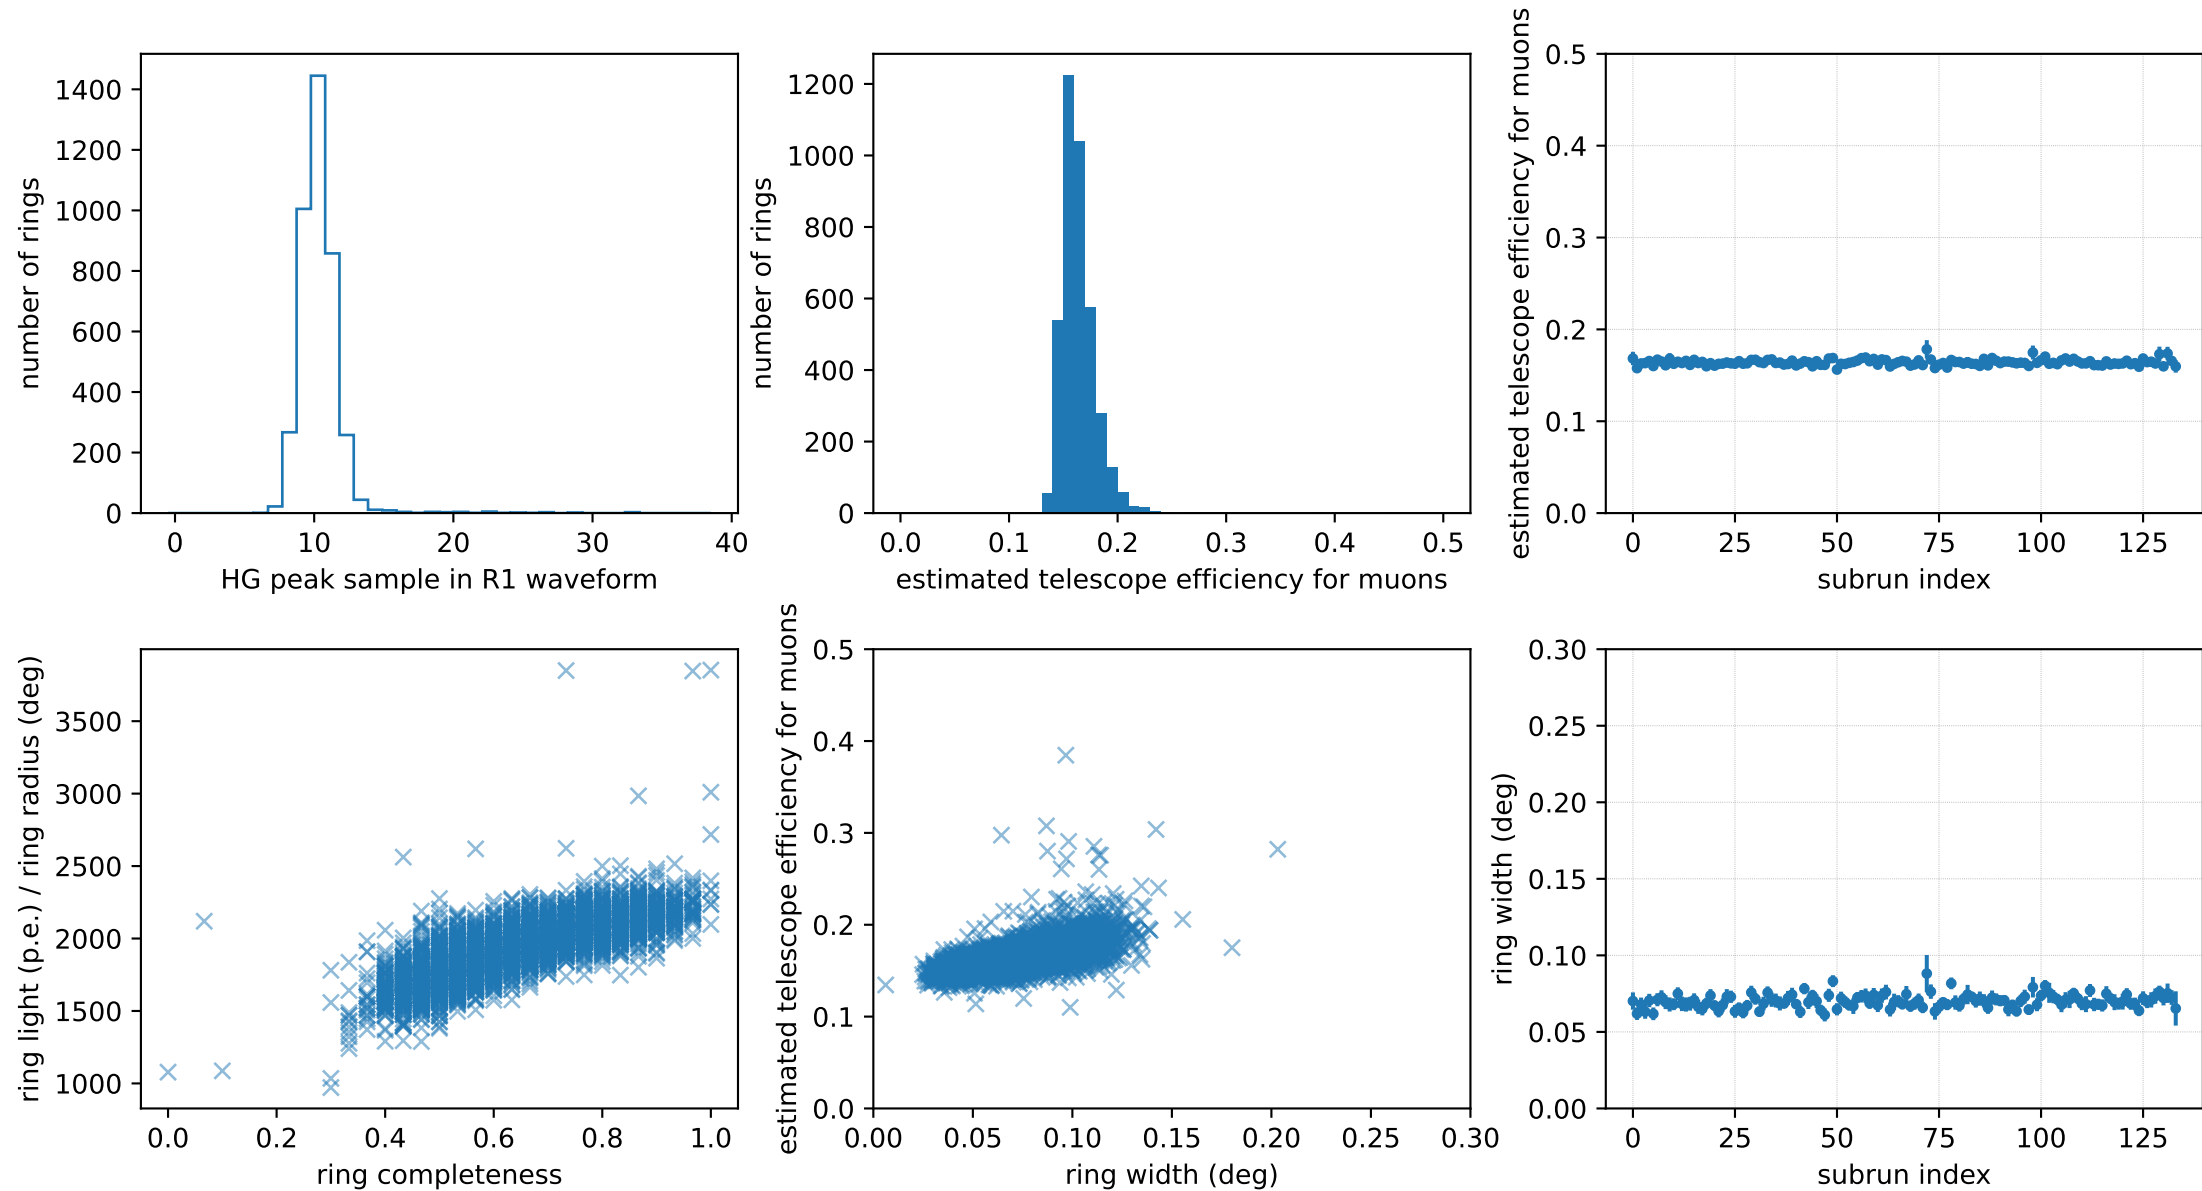 number of rings
1400
1200
1000
800
600
400
200
0
0 10 20 30 40
HG peak sample in R1 waveform
number of rings
1200
1000
800
600
400
200
0
0.0 0.1 0.2 0.3 0.4 0.5
estimated telescope efficiency for muons
estimated telescope efficiency for muons
0.5
0.4
0.3
0.2
0.1
0.0
0 25 50 75 100 125
subrun index
ring light (p.e.) / ring radius (deg)
3500
3000
2500
2000
1500
1000
0.0 0.2 0.4 0.6 0.8 1.0
ring completeness
estimated telescope efficiency for muons
0.5
0.4
0.3
0.2
0.1
0.0
0.00 0.05 0.10 0.15 0.20 0.25 0.30
ring width (deg)
ring width (deg)
0.30
0.25
0.20
0.15
0.10
0.05
0.00
0 25 50 75 100 125
subrun index